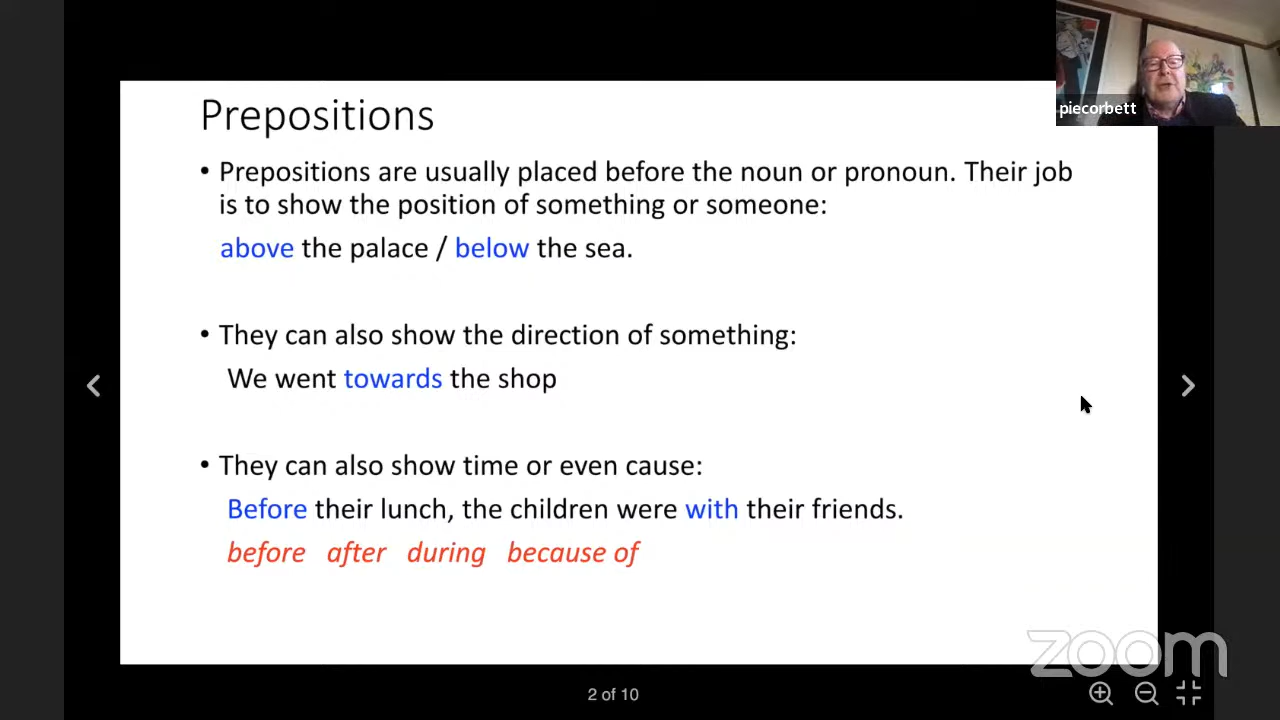 piecorbett
Prepositions
• Prepositions are usually placed before the noun or pronoun. Their job
is to show the position of something or someone:
above the palace / below the sea.
• They can also show the direction of something:
We went towards the shop
• They can also show time or even cause:
Before their lunch, the children were with their friends.
before after during because of
zoom
2 of 10